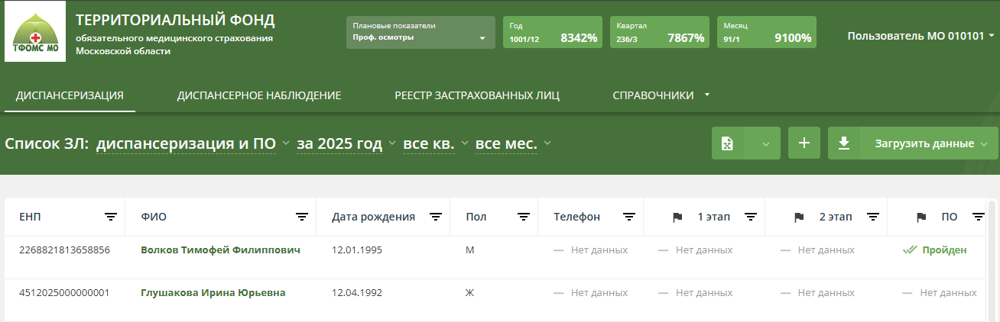 ТФОМС МО
ТЕРРИТОРИАЛЬНЫЙ ФОНД
обязательного медицинского страхования
Московской области
Плановые показатели
Проф. осмотры
Год
1001/12 8342%
Квартал
236/3 7867%
Месяц
91/1 9100%
Пользователь МО 010101
ДИСПАНСЕРИЗАЦИЯ ДИСПАНСЕРНОЕ НАБЛЮДЕНИЕ РЕЕСТР ЗАСТРАХОВАННЫХ ЛИЦ СПРАВОЧНИКИ
Список ЗЛ: диспансеризация и ПО за 2025 год все кв. все мес. Загрузить данные
ЕНП ФИО Дата рождения Пол Телефон 1 этап 2 этап ПО
2268821813658856 Волков Тимофей Филиппович 12.01.1995 М — Нет данных — Нет данных — Нет данных Пройден
4512025000000001 Глушакова Ирина Юрьевна 12.04.1992 Ж — Нет данных — Нет данных — Нет данных — Нет данных